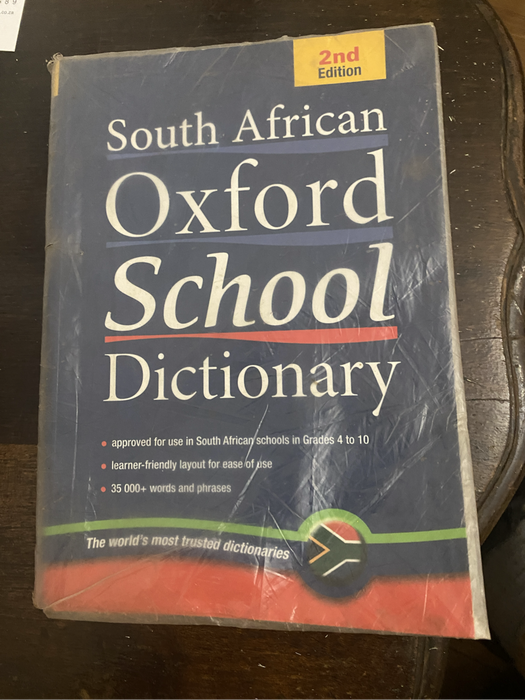 2nd
Edition
South African
Oxford
School
Dictionary
approved for use in South African schools in Grades 4 to 10
learner-friendly layout for ease of use
35 000+ words and phrases
The world's most trusted dictionaries